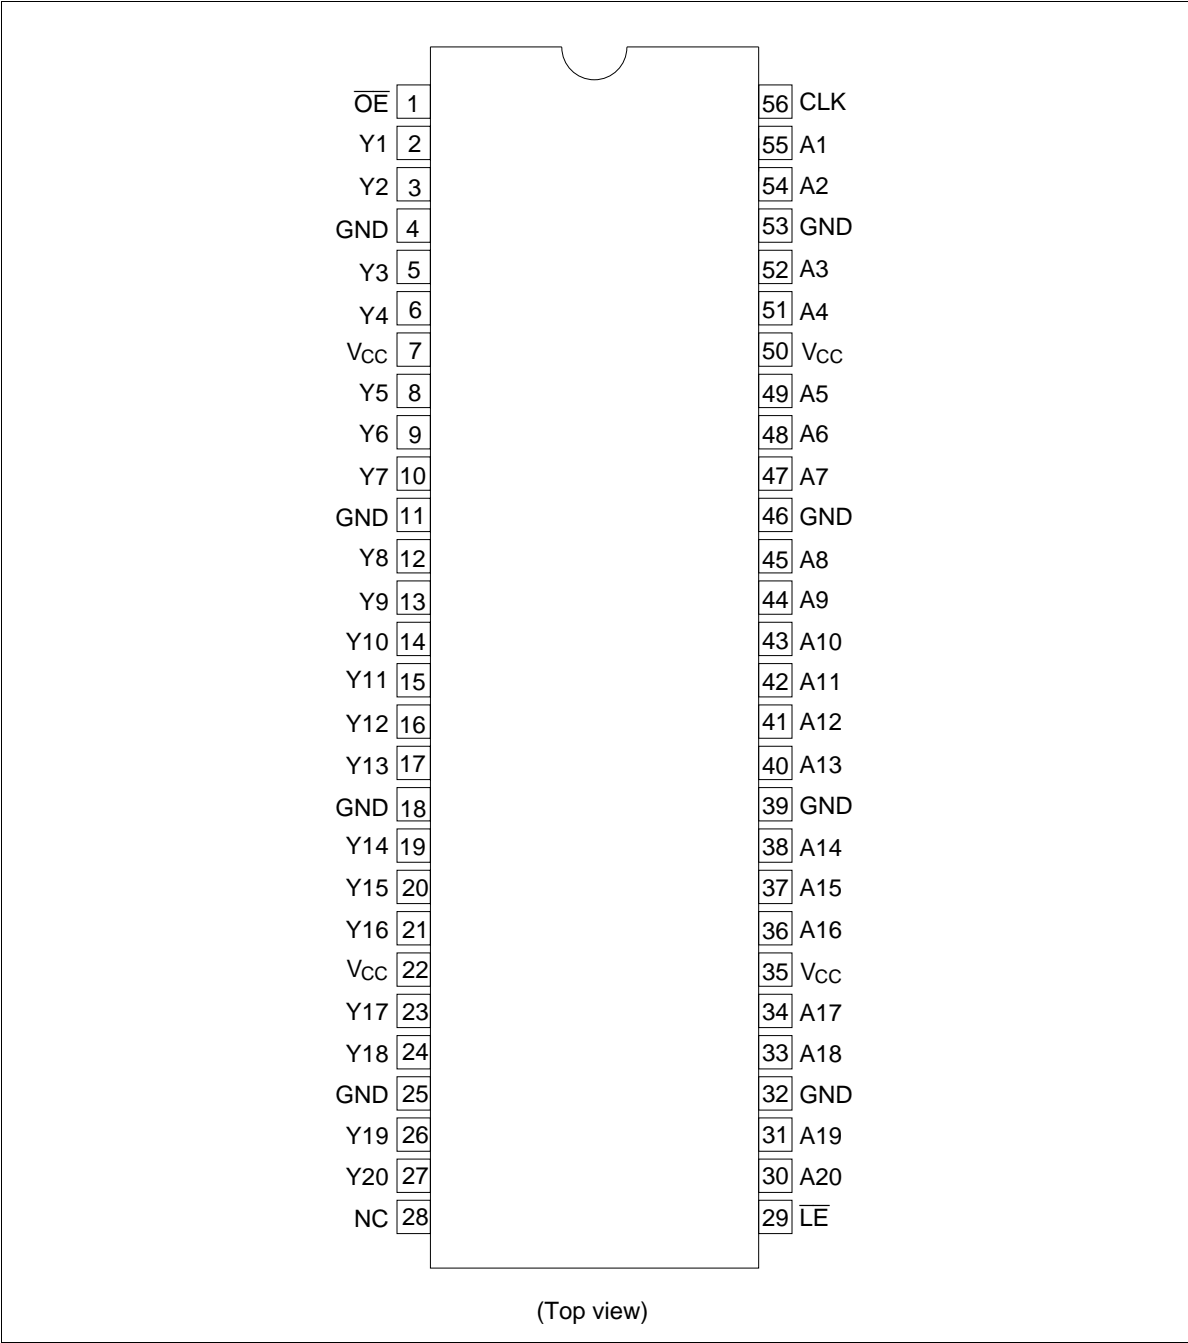 OE 1 56 CLK
Y1 2 55 A1
Y2 3 54 A2
GND 4 53 GND
Y3 5 52 A3
Y4 6 51 A4
VCC 7 50 VCC
Y5 8 49 A5
Y6 9 48 A6
Y7 10 47 A7
GND 11 46 GND
Y8 12 45 A8
Y9 13 44 A9
Y10 14 43 A10
Y11 15 42 A11
Y12 16 41 A12
Y13 17 40 A13
GND 18 39 GND
Y14 19 38 A14
Y15 20 37 A15
Y16 21 36 A16
VCC 22 35 VCC
Y17 23 34 A17
Y18 24 33 A18
GND 25 32 GND
Y19 26 31 A19
Y20 27 30 A20
NC 28 29 LE
(Top view)